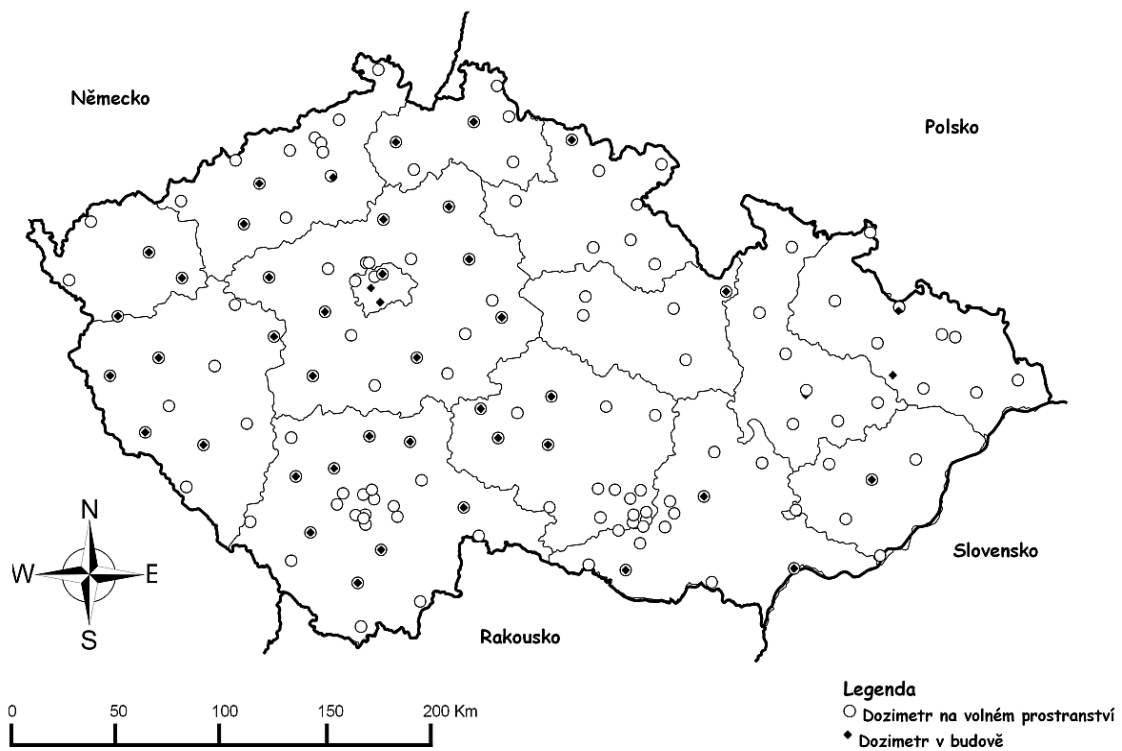 Německo
Polsko
N
W E
S
Slovensko
Rakousko
Legenda
Dozimetr na volném prostranství
Dozimetr v budově
0 50 100 150 200 Km